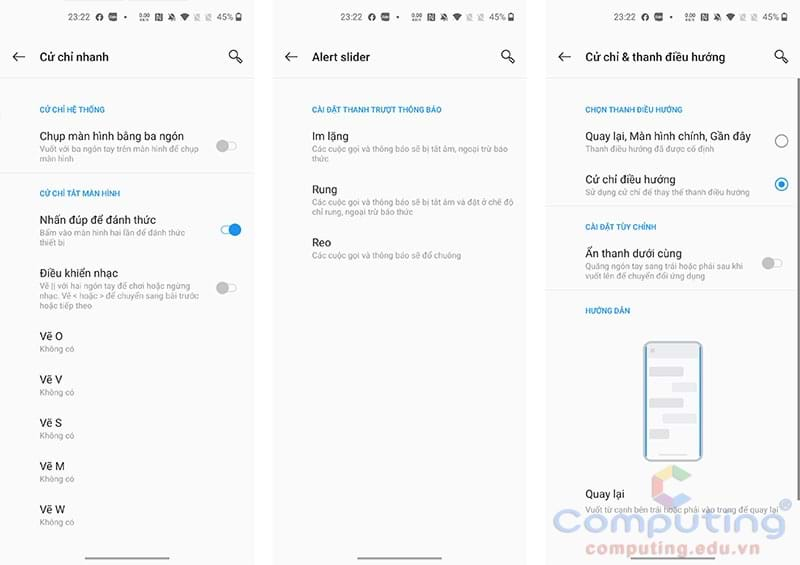 23:22
0.00
KB/S
45%
Cử chỉ nhanh
CỬ CHỈ HỆ THỐNG
Chụp màn hình bằng ba ngón
Vuốt với ba ngón tay trên màn hình để chụp
màn hình
CỬ CHỈ TẮT MÀN HÌNH
Nhấn đúp để đánh thức
Bấm vào màn hình hai lần để đánh thức
thiết bị
Điều khiển nhạc
Vẽ || với hai ngón tay để chơi hoặc ngừng
nhạc. Vẽ < hoặc > để chuyển sang bài trước
hoặc tiếp theo
Vẽ O
Không có
Vẽ V
Không có
Vẽ S
Không có
Vẽ M
Không có
Vẽ W
Không có
23:22
0.00
KB/S
45%
Alert slider
CÀI ĐẶT THANH TRƯỢT THÔNG BÁO
Im lặng
Các cuộc gọi và thông báo sẽ bị tắt âm, ngoại trừ báo
thức
Rung
Các cuộc gọi và thông báo sẽ bị tắt âm và đặt ở chế độ
chỉ rung, ngoại trừ báo thức
Reo
Các cuộc gọi và thông báo sẽ đổ chuông
23:22
0.00
KB/S
45%
Cử chỉ & thanh điều hướng
CHỌN THANH ĐIỀU HƯỚNG
Quay lại, Màn hình chính, Gần đây
Thanh điều hướng đã được cố định
Cử chỉ điều hướng
Sử dụng cử chỉ để thay thế thanh điều hướng
CÀI ĐẶT TÙY CHỈNH
Ẩn thanh dưới cùng
Quăng ngón tay sang trái hoặc phải sau khi
vuốt lên để chuyển đổi ứng dụng
HƯỚNG DẪN
Quay lại
Vuốt từ cạnh bên trái hoặc phải vào trong để quay lại
Computing®
computing.edu.vn